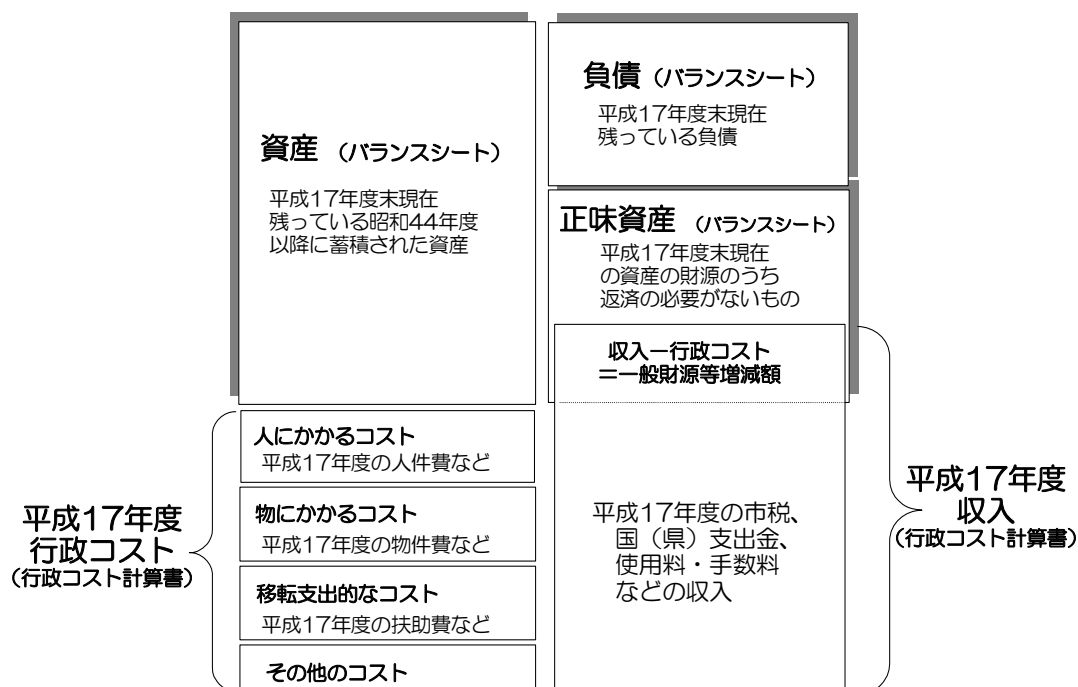 資産 (バランスシート)
平成17年度末現在
残っている昭和44年度
以降に蓄積された資産
負債 (バランスシート)
平成17年度末現在
残っている負債
正味資産 (バランスシート)
平成17年度末現在
の資産の財源のうち
返済の必要がないもの
収入ー行政コスト
=一般財源等増減額
平成17年度
行政コスト
(行政コスト計算書)
人にかかるコスト
平成17年度の人件費など
物にかかるコスト
平成17年度の物件費など
移転支出的なコスト
平成17年度の扶助費など
その他のコスト
平成17年度の市税、
国(県)支出金、
使用料・手数料
などの収入
平成17年度
収入
(行政コスト計算書)